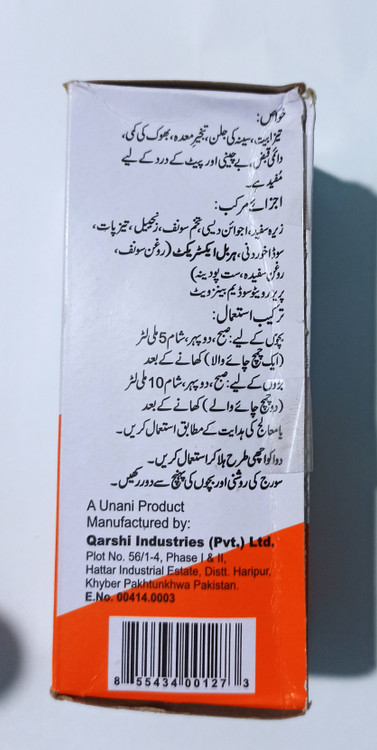 خواص:
تیزابیت، سینہ کی جلن، تبخیر معدہ، بھوک کی کمی،
دائمی قبض، بے چینی اور پیٹ کے درد کے لیے
مفید ہے۔
اجزائے مرکب:
زیرہ سفید، اجوائن دیسی، تخم سونف، زنجبیل، تیزپات،
سوڈا خوردنی، ہربل ایکسٹریکٹ (روغن سونف،
روغن سفیدہ، ست پودینہ)
پریزرویٹو سوڈیم بینزویٹ
ترکیب استعمال:
بچوں کے لیے: صبح، دوپہر، شام 5 ملی لٹر
(ایک چمچ چائے والا) کھانے کے بعد
بڑوں کے لیے: صبح، دوپہر، شام 10 ملی لٹر
(دو چمچ چائے والے) کھانے کے بعد
یا معالج کی ہدایت کے مطابق استعمال کریں۔
دوا کو اچھی طرح ہلا کر استعمال کریں۔
سورج کی روشنی اور بچوں کی پہنچ سے دور رکھیں۔
A Unani Product
Manufactured by:
Qarshi Industries (Pvt.) Ltd.
Plot No. 56/1-4, Phase I & II,
Hattar Industrial Estate, Distt. Haripur,
Khyber Pakhtunkhwa Pakistan.
E.No. 00414.0003
8 55434 00127 3